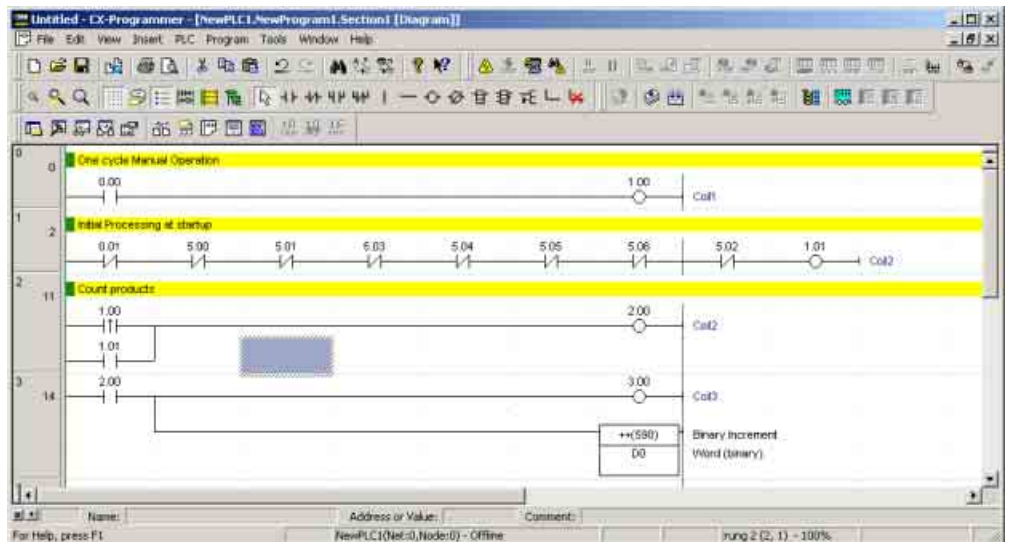 Untitled - CX-Programmer - [NewPLC1.NewProgram1.Section1 [Diagram]]
File Edit View Insert PLC Program Tools Window Help
0 0 One cycle Manual Operation
0.00 1.00
Coil1
1 2 Initial Processing at startup
0.01 5.00 5.01 5.03 5.04 5.05 5.06 5.02 1.01
Coil2
2 11 Count products
1.00 2.00
Coil2
1.01
3 14 2.00 3.00
Coil3
++(590) Binary Increment
D0 Word (binary)
Name: Address or Value: Comment:
For Help, press F1 NewPLC1(Net:0,Node:0) - Offline rung 2 (2, 1) - 100%